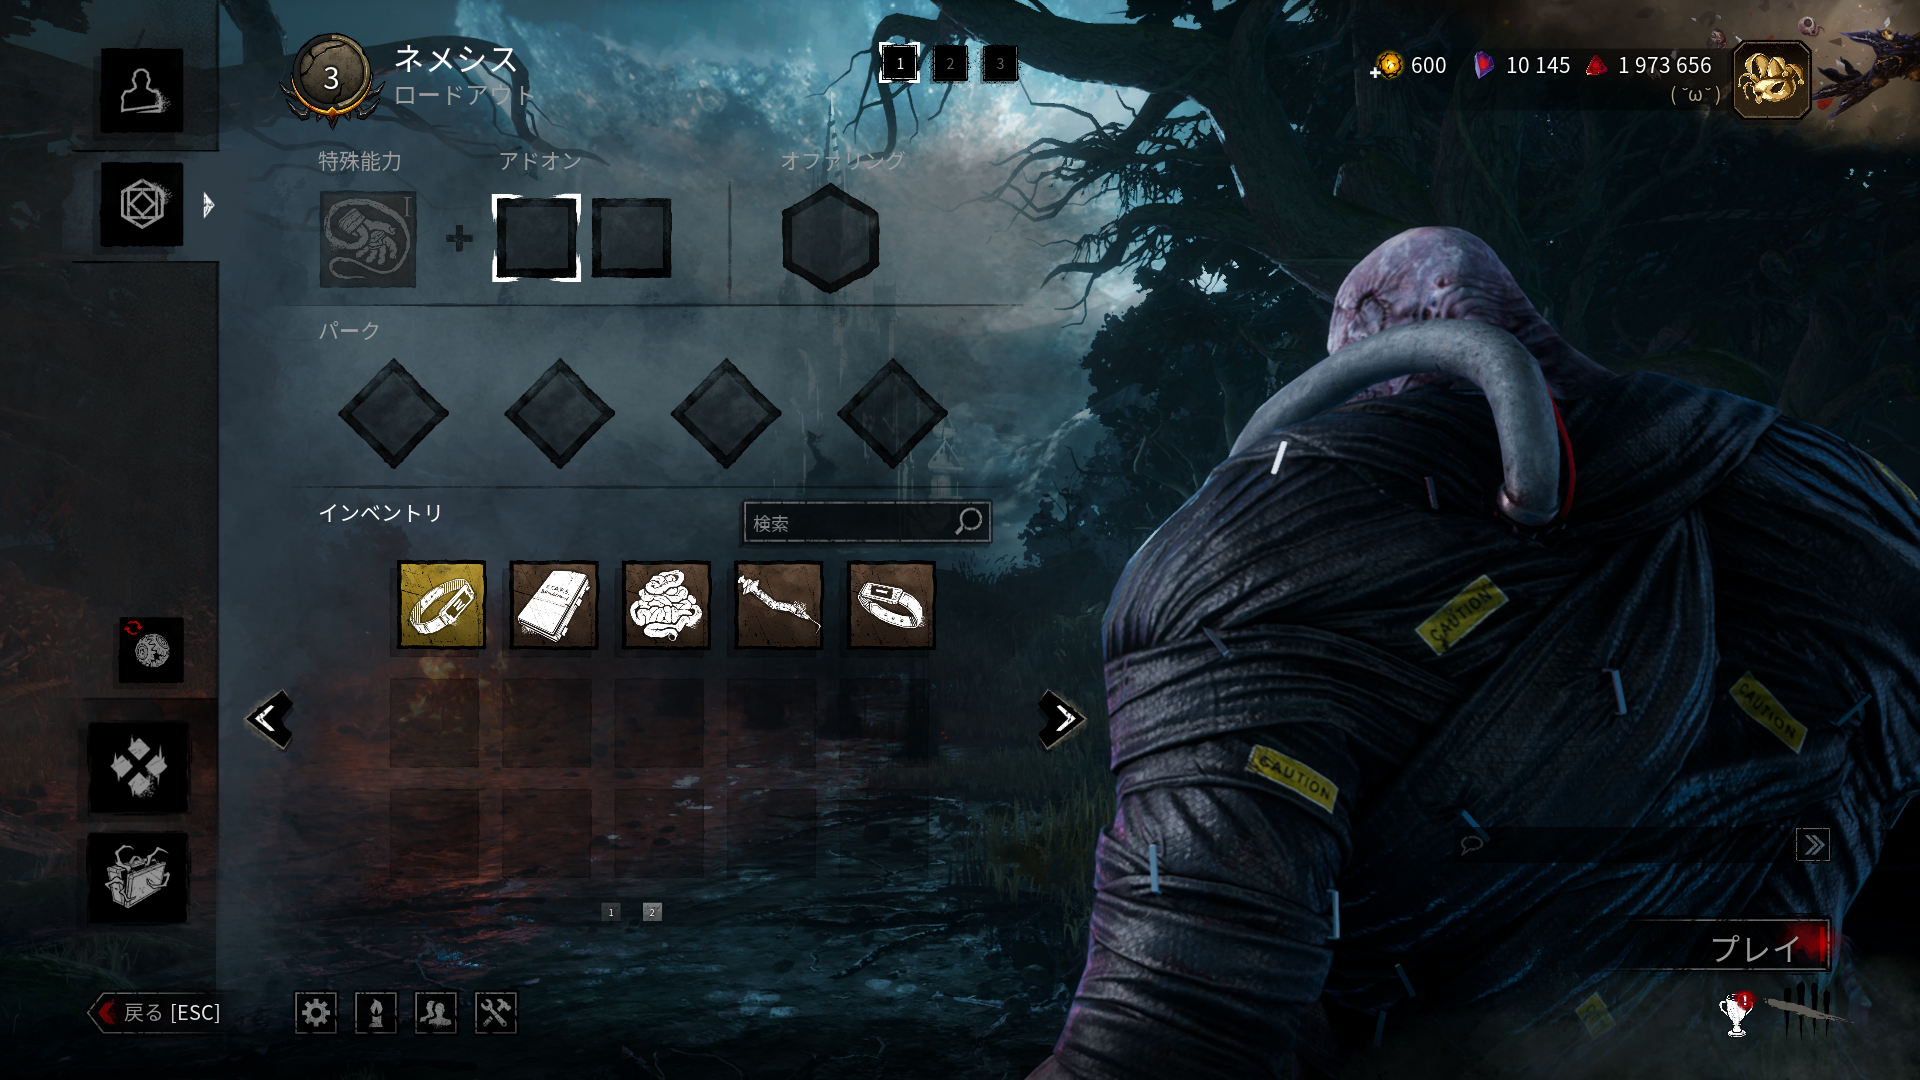 3
ネメシス
ロードアウト
1 2 3
600 10 145 1 973 656
( ˘ω˘ )
特殊能力 アドオン オファリング
I
パーク
インベントリ
検索
S.T.A.R.S.
CAUTION
CAUTION
CAUTION
1 2
プレイ
戻る [ESC]